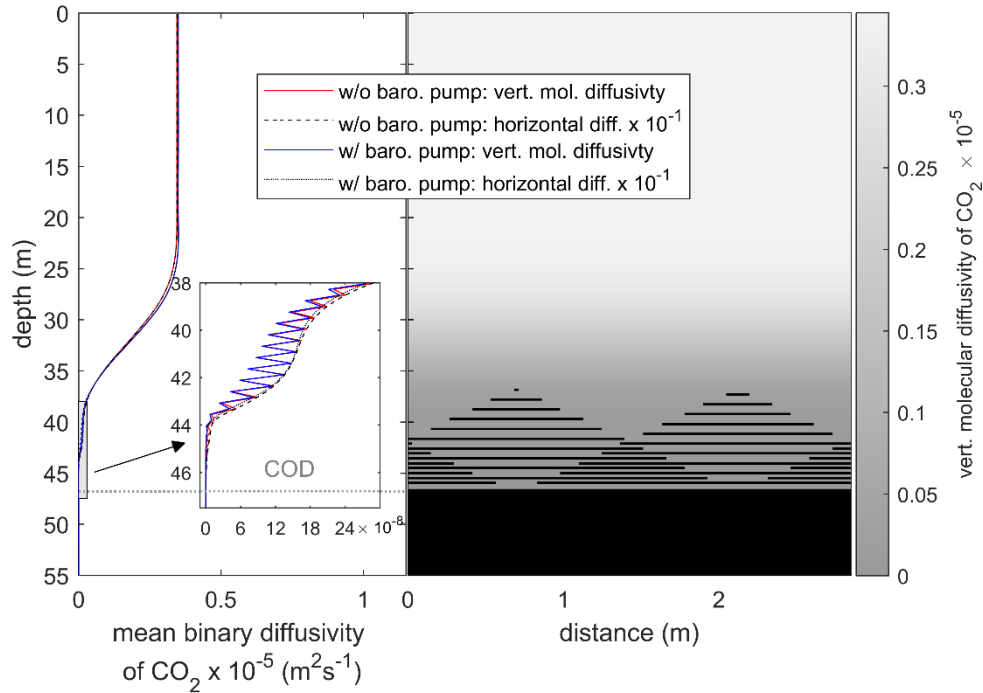 w/o baro. pump: vert. mol. diffusivty
w/o baro. pump: horizontal diff. x 10-1
w/ baro. pump: vert. mol. diffusivty
w/ baro. pump: horizontal diff. x 10-1
depth (m)
0
5
10
15
20
25
30
35
40
45
50
55
38
40
42
44
46
COD
0 6 12 18 24 × 10-8
0 0.5 1
mean binary diffusivity
of CO2 x 10-5 (m2s-1)
0 1 2
distance (m)
0.3
0.25
0.2
0.15
0.1
0.05
0
vert. molecular diffusivity of CO2 × 10-5